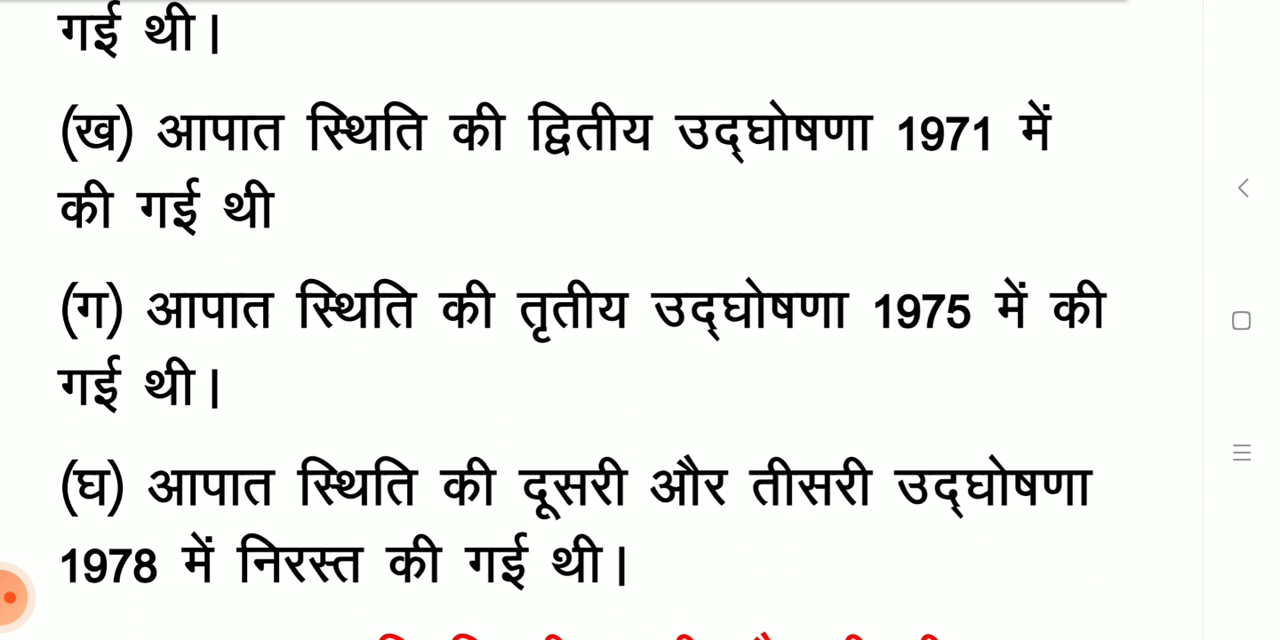 गई थी।
(ख) आपात स्थिति की द्वितीय उद्घोषणा 1971 में
की गई थी
(ग) आपात स्थिति की तृतीय उद्घोषणा 1975 में की
गई थी।
(घ) आपात स्थिति की दूसरी और तीसरी उद्घोषणा
1978 में निरस्त की गई थी।